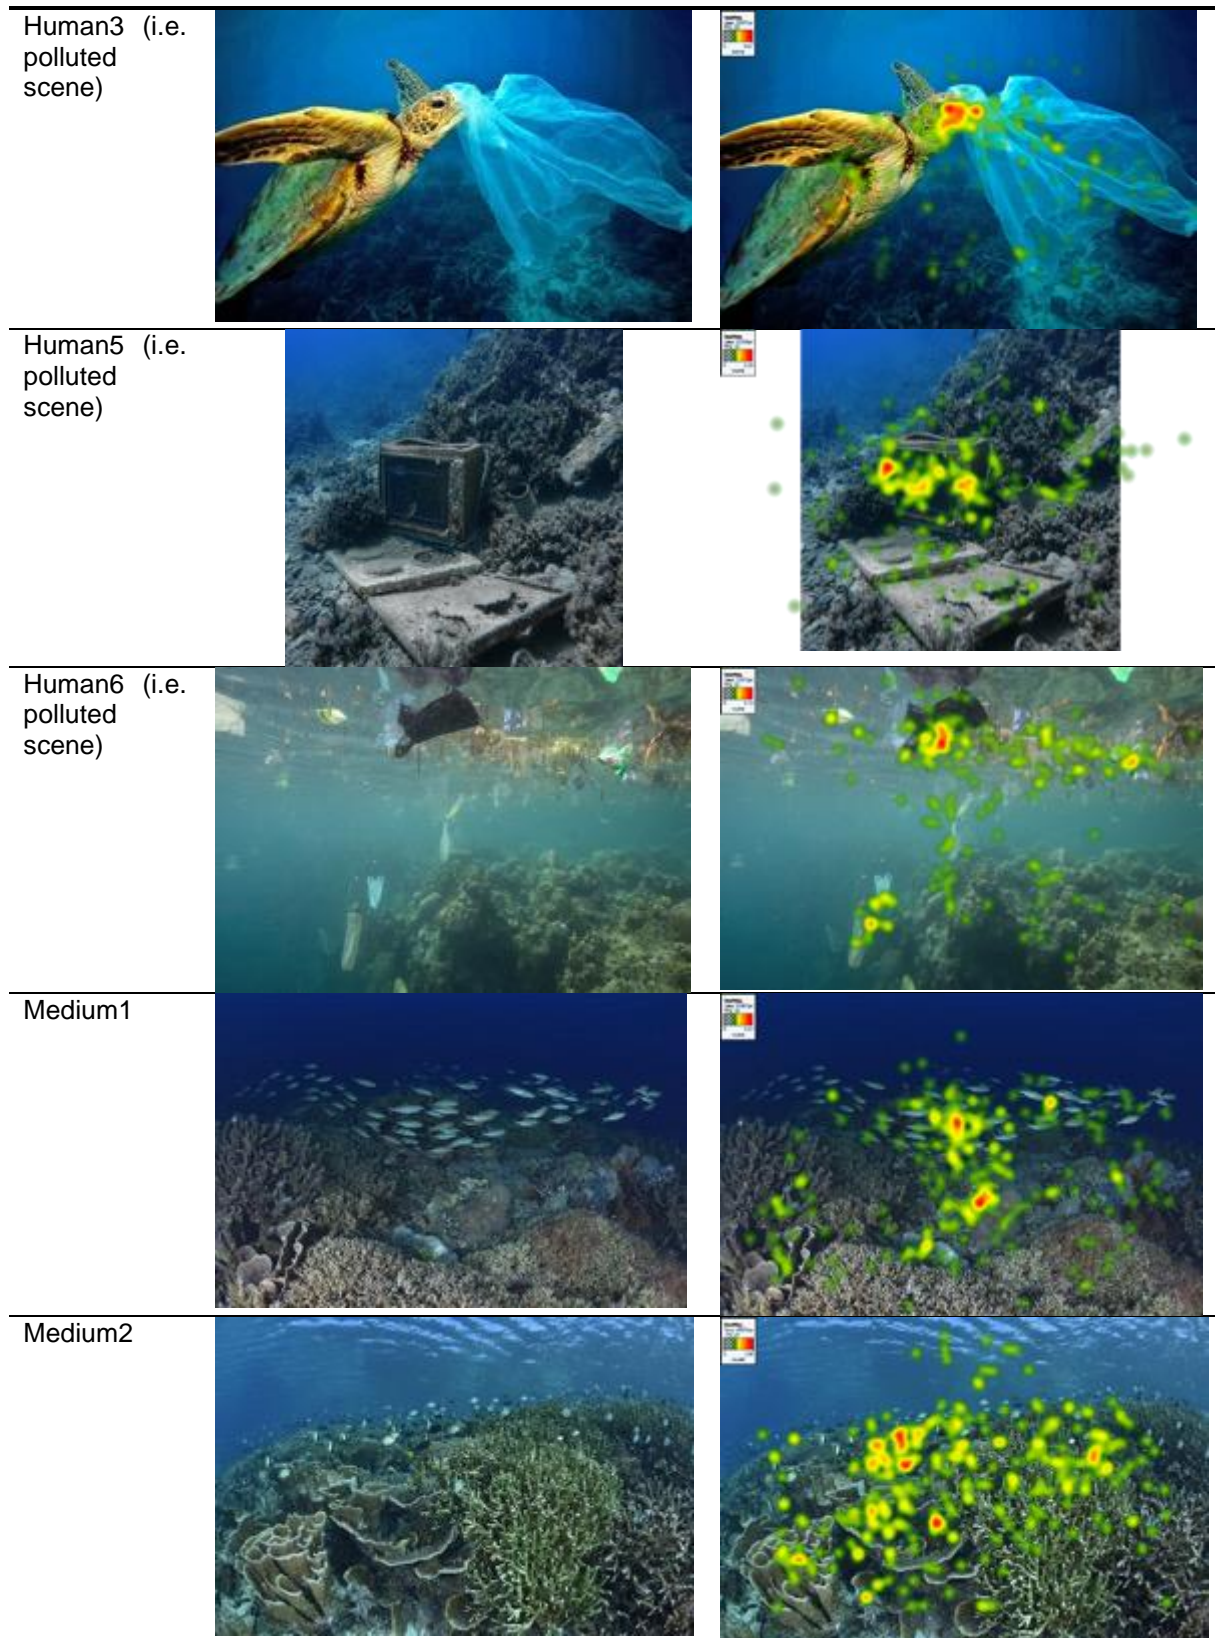 Human3 (i.e.
polluted
scene)
Human5 (i.e.
polluted
scene)
Human6 (i.e.
polluted
scene)
Medium1
Medium2